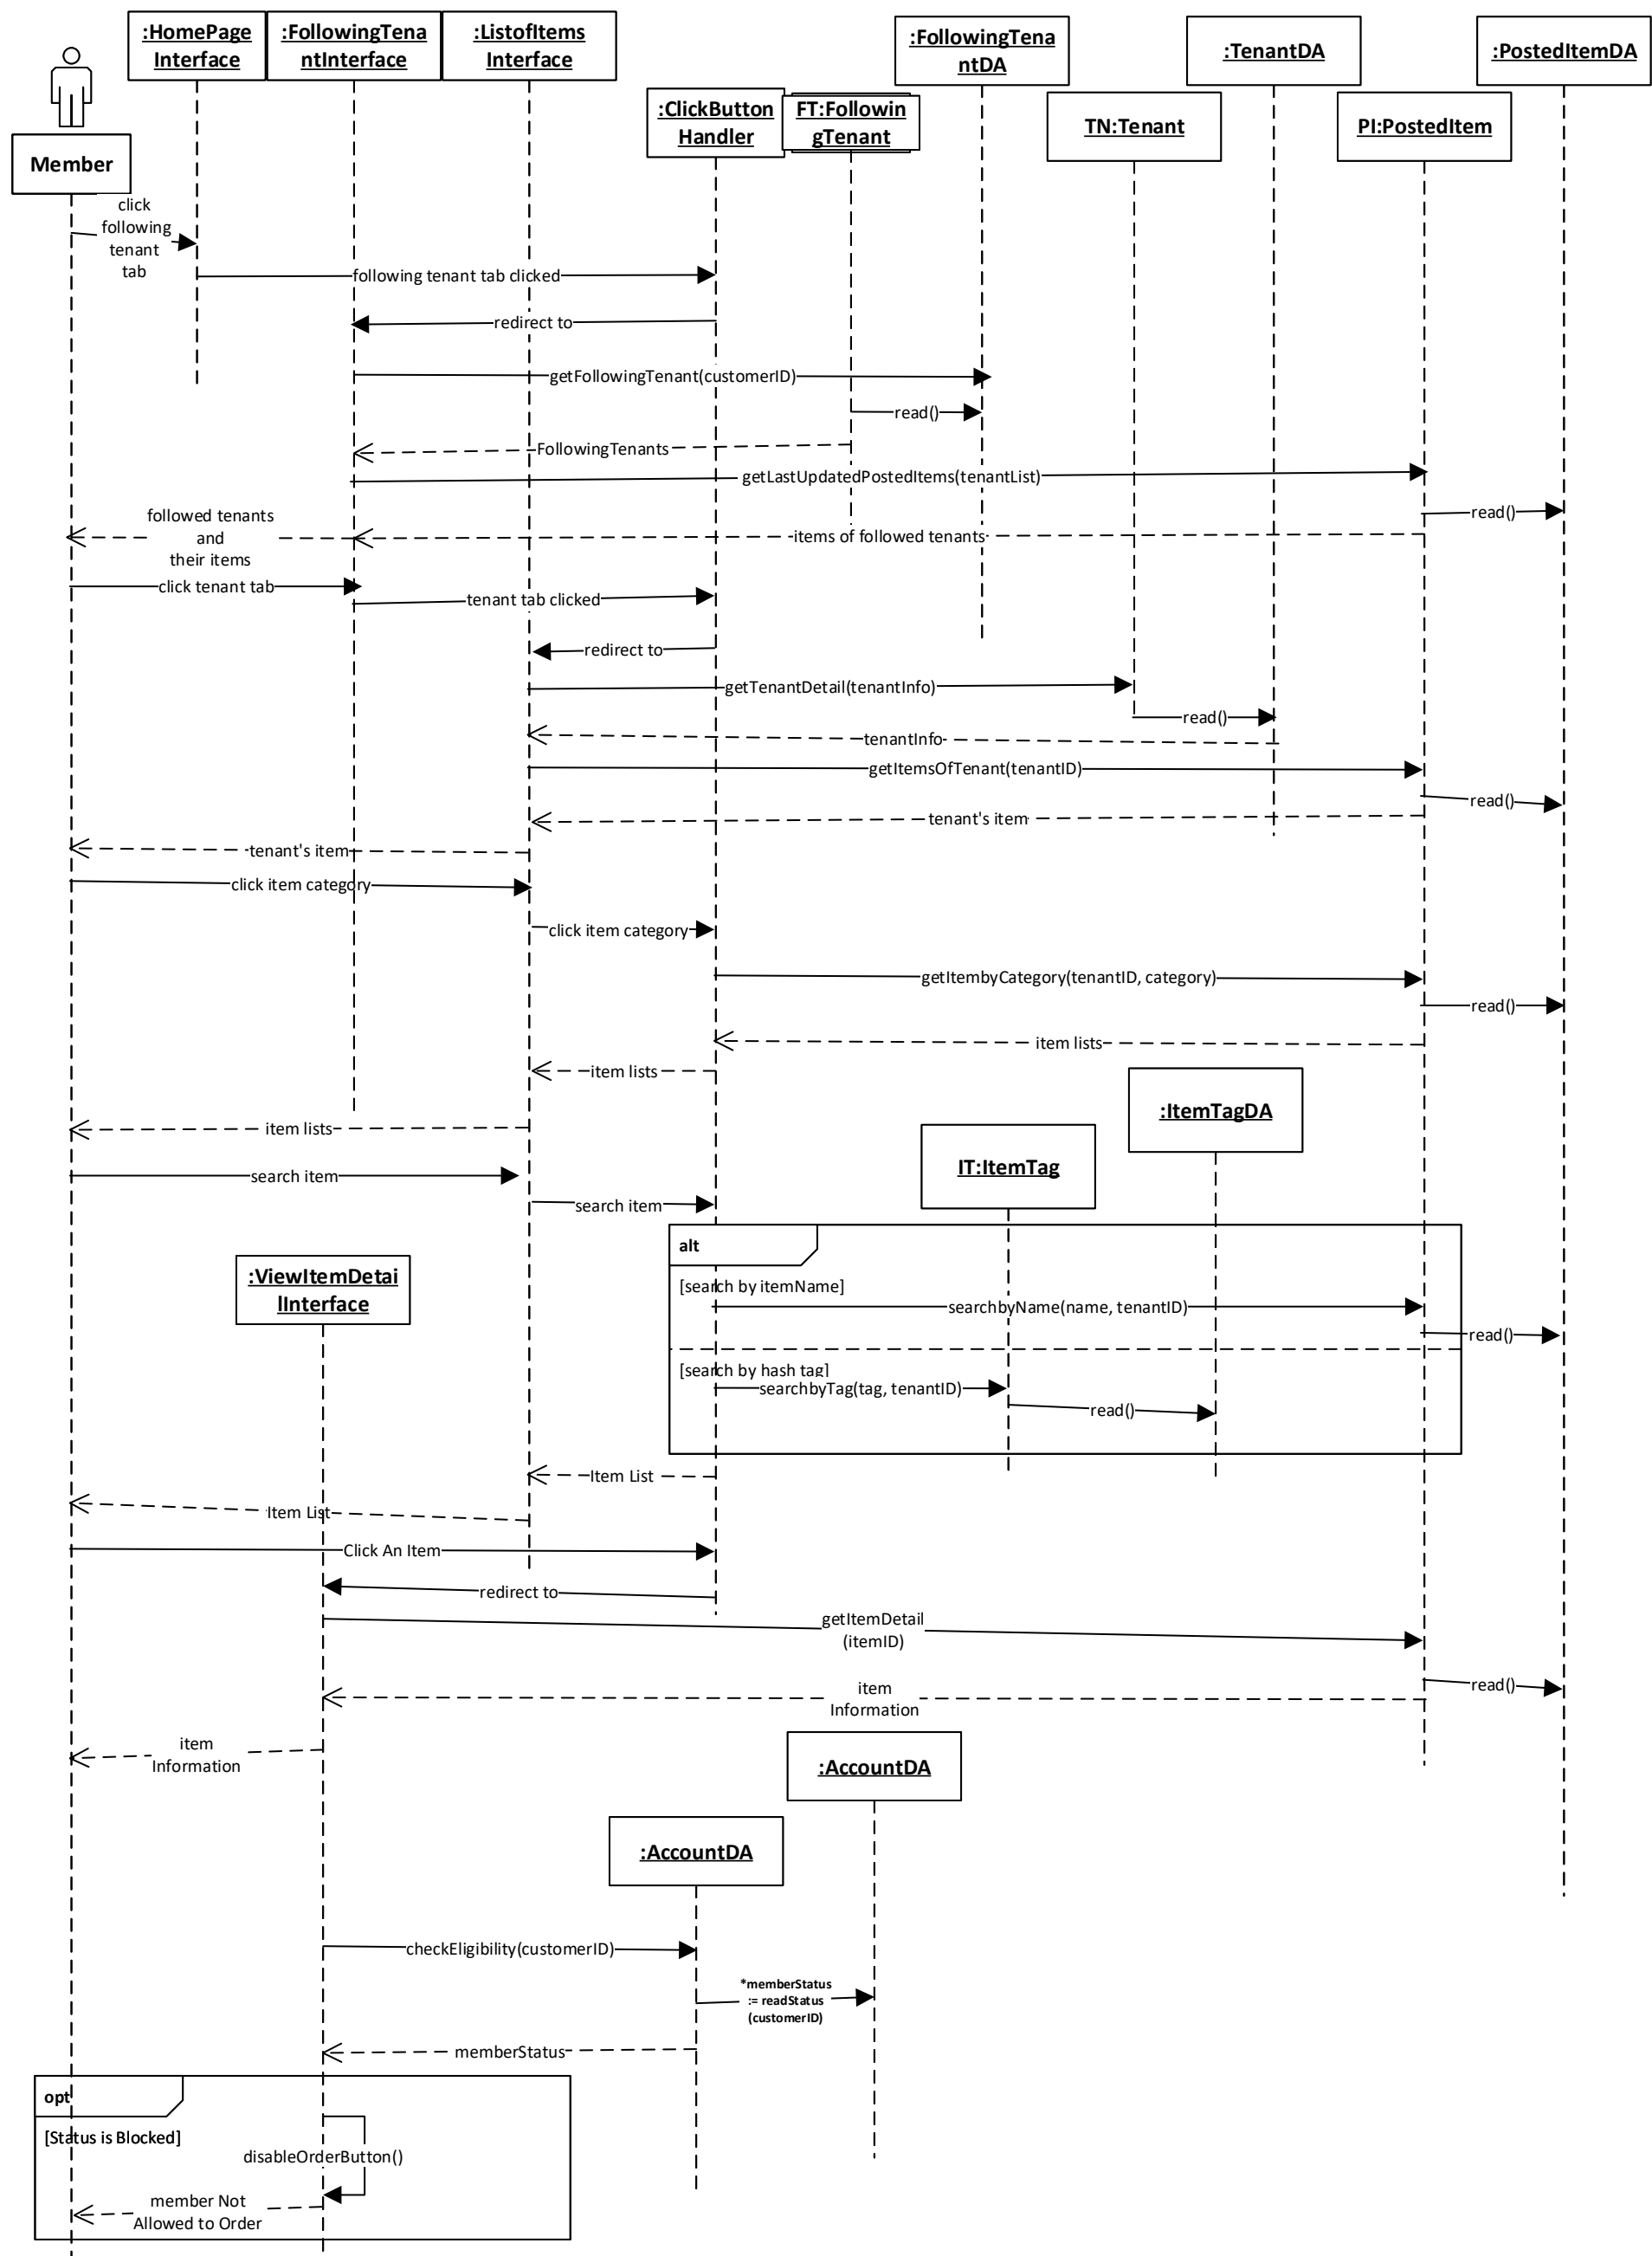 :HomePage
Interface
:FollowingTena
ntInterface
:ListofItems
Interface
:FollowingTena
ntDA
:TenantDA
:PostedItemDA
:ClickButton
Handler
FT:Followin
gTenant
TN:Tenant
PI:PostedItem
Member
click
following
tenant
tab
following tenant tab clicked
redirect to
getFollowingTenant(customerID)
read()
FollowingTenants
getLastUpdatedPostedItems(tenantList)
read()
followed tenants
and
their items
items of followed tenants
click tenant tab
tenant tab clicked
redirect to
getTenantDetail(tenantInfo)
read()
tenantInfo
getItemsOfTenant(tenantID)
read()
tenant's item
tenant's item
click item category
click item category
getItembyCategory(tenantID, category)
read()
item lists
item lists
:ItemTagDA
item lists
IT:ItemTag
search item
search item
alt
:ViewItemDetai
lInterface
[search by itemName]
searchbyName(name, tenantID)
read()
[search by hash tag]
searchbyTag(tag, tenantID)
read()
Item List
Item List
Click An Item
redirect to
getItemDetail
(itemID)
read()
item
Information
item
Information
:AccountDA
:AccountDA
checkEligibility(customerID)
*memberStatus
:= readStatus
(customerID)
memberStatus
opt
[Status is Blocked]
disableOrderButton()
member Not
Allowed to Order